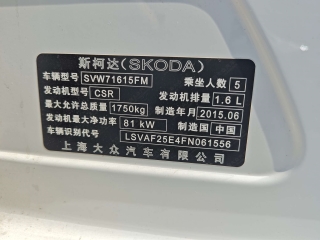 斯柯达(SKODA)
车辆型号 SVW71615FM 乘坐人数 5
发动机型号 CSR 发动机排量 1.6 L
最大允许总质量 1750kg 制造年月 2015.06
发动机最大净功率 81 kW 制造国 中国
车辆识别代号 LSVAF25E4FN061556
上海大众汽车有限公司